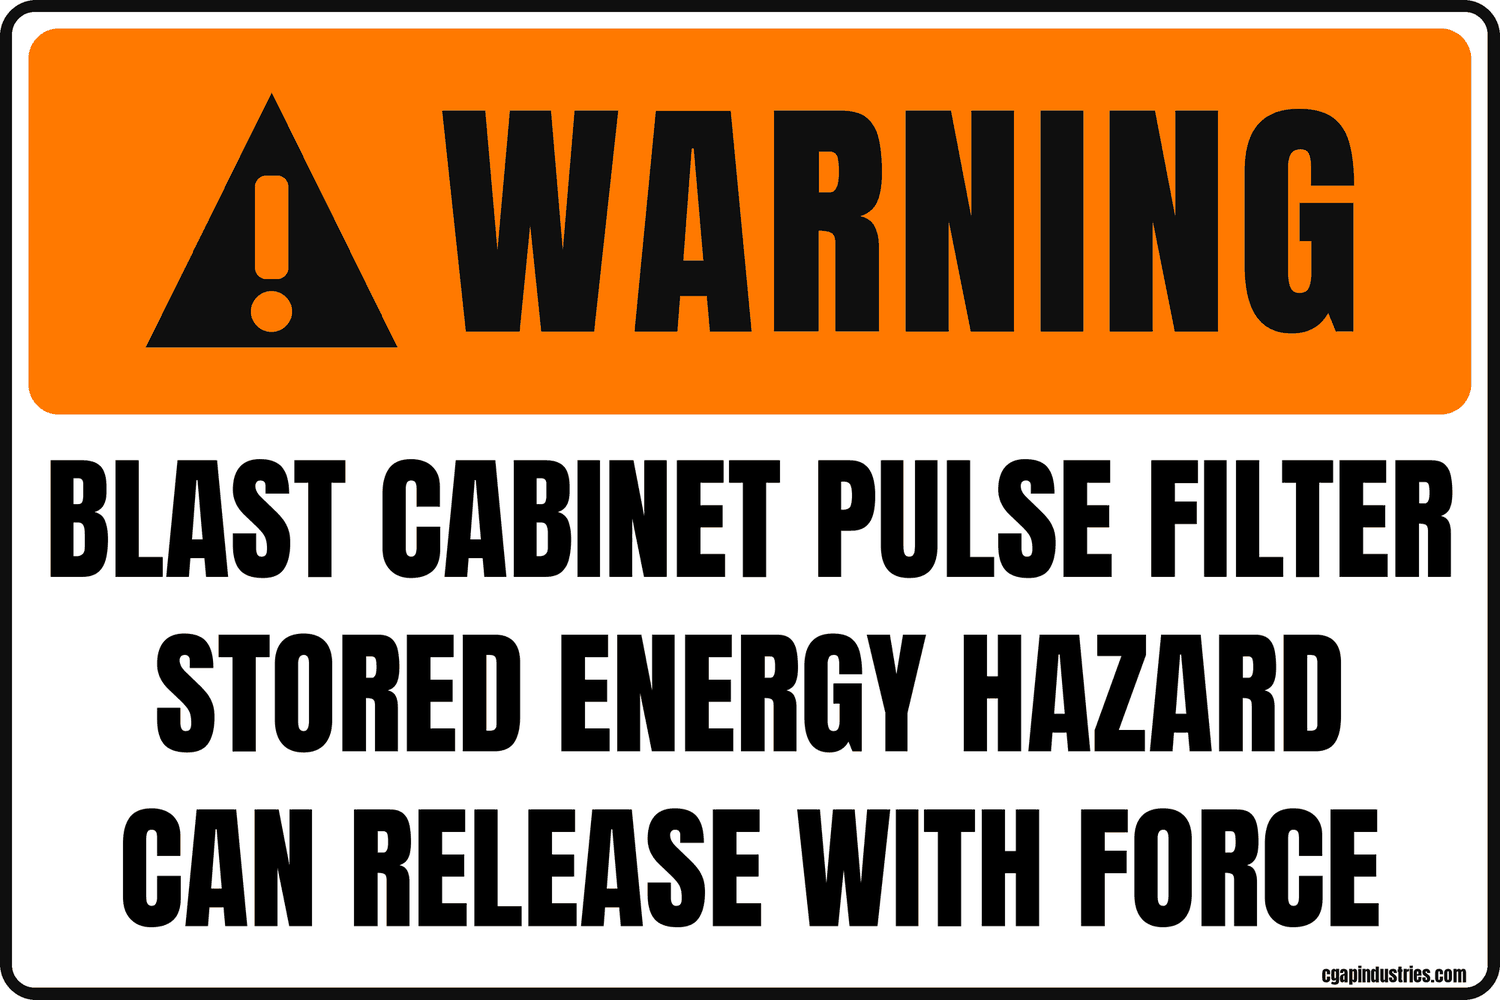 WARNING
BLAST CABINET PULSE FILTER
STORED ENERGY HAZARD
CAN RELEASE WITH FORCE
cgapindustries.com